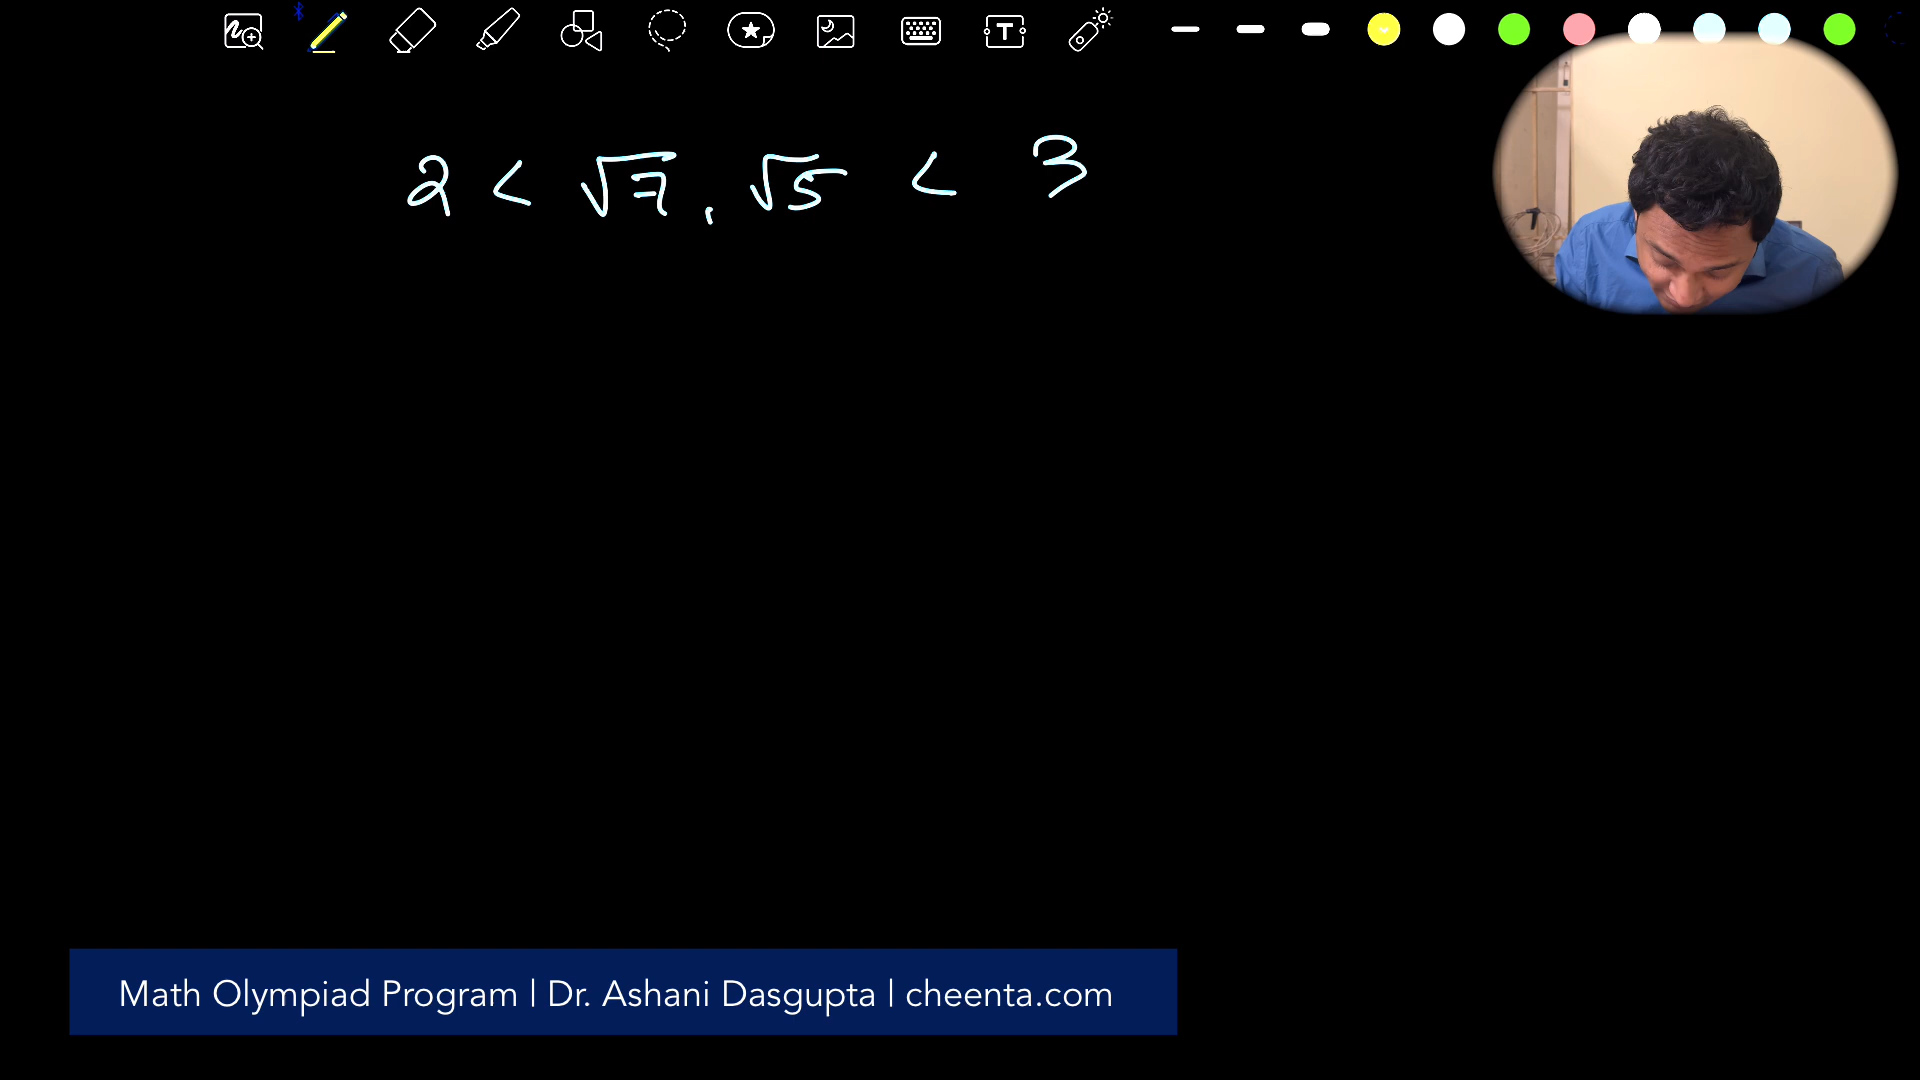 2 < √7, √5 < 3
Math Olympiad Program | Dr. Ashani Dasgupta | cheenta.com